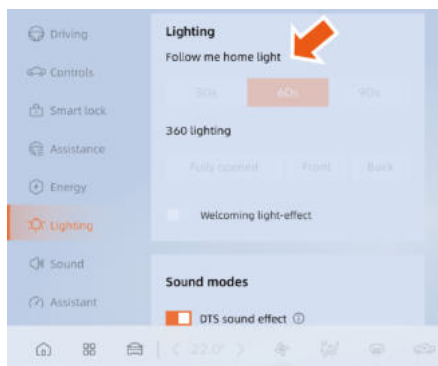 Driving
Controls
Smart lock
Assistance
Energy
Lighting
Sound
Assistant
Lighting
Follow me home light
30s 60s 90s
360 lighting
Fully opened Front Back
Welcoming light-effect
Sound modes
DTS sound effect
< 22.0° >